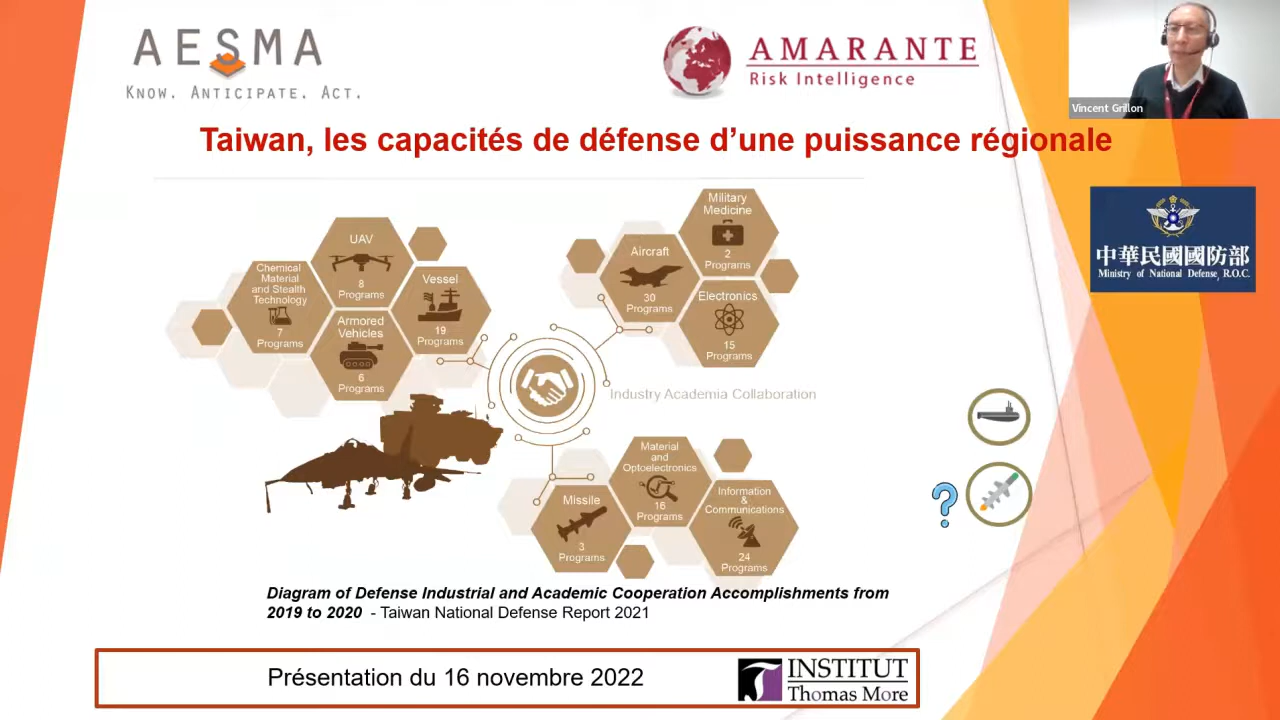 AESMA
KNOW. ANTICIPATE. ACT.
AMARANTE
Risk Intelligence
Vincent Grillon
Taiwan, les capacités de défense d'une puissance régionale
中華民國國防部
Ministry of National Defense, R.O.C.
UAV
8
Programs
Chemical
Material
and Stealth
Technology
7
Programs
Vessel
19
Programs
Armored
Vehicles
6
Programs
Military
Medicine
2
Programs
Aircraft
30
Programs
Electronics
15
Programs
Industry Academia Collaboration
Material
and
Optoelectronics
16
Programs
Missile
3
Programs
Information
&
Communications
24
Programs
?
Diagram of Defense Industrial and Academic Cooperation Accomplishments from
2019 to 2020 - Taiwan National Defense Report 2021
Présentation du 16 novembre 2022
INSTITUT
Thomas More